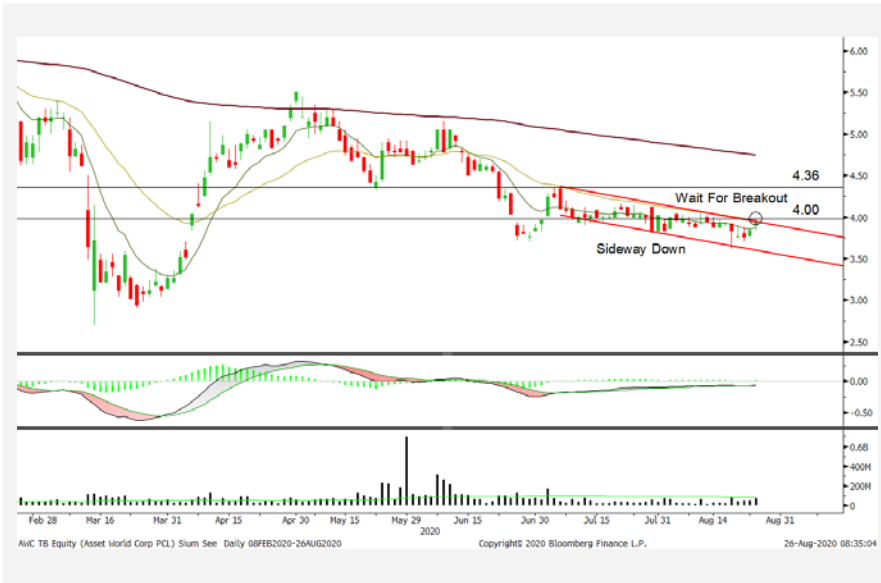 6.00
5.50
5.00
4.50
4.36
Wait For Breakout
4.00
4.00
Sideway Down
3.50
3.00
2.50
0.00
-0.50
0.6B
400M
200M
0
Feb 28 Mar 16 Mar 31 Apr 15 Apr 30 May 15 May 29 Jun 15 Jun 30 Jul 15 Jul 31 Aug 14 Aug 31
2020
AWC TB Equity (Asset World Corp PCL) Sium See Daily 08FEB2020-26AUG2020 Copyright© 2020 Bloomberg Finance L.P. 26-Aug-2020 08:35:04